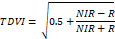 TDVI = √(0.5 + (NIR − R)/(NIR + R))